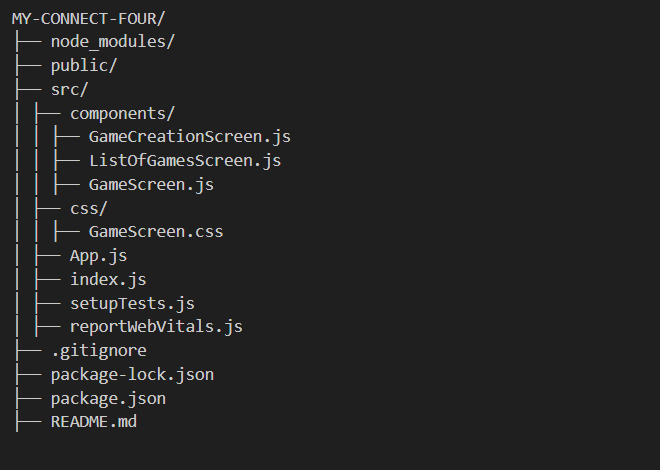 MY-CONNECT-FOUR/
├── node_modules/
├── public/
├── src/
│ ├── components/
│ │ ├── GameCreationScreen.js
│ │ ├── ListOfGamesScreen.js
│ │ ├── GameScreen.js
│ ├── css/
│ │ ├── GameScreen.css
│ ├── App.js
│ ├── index.js
│ ├── setupTests.js
│ ├── reportWebVitals.js
├── .gitignore
├── package-lock.json
├── package.json
├── README.md